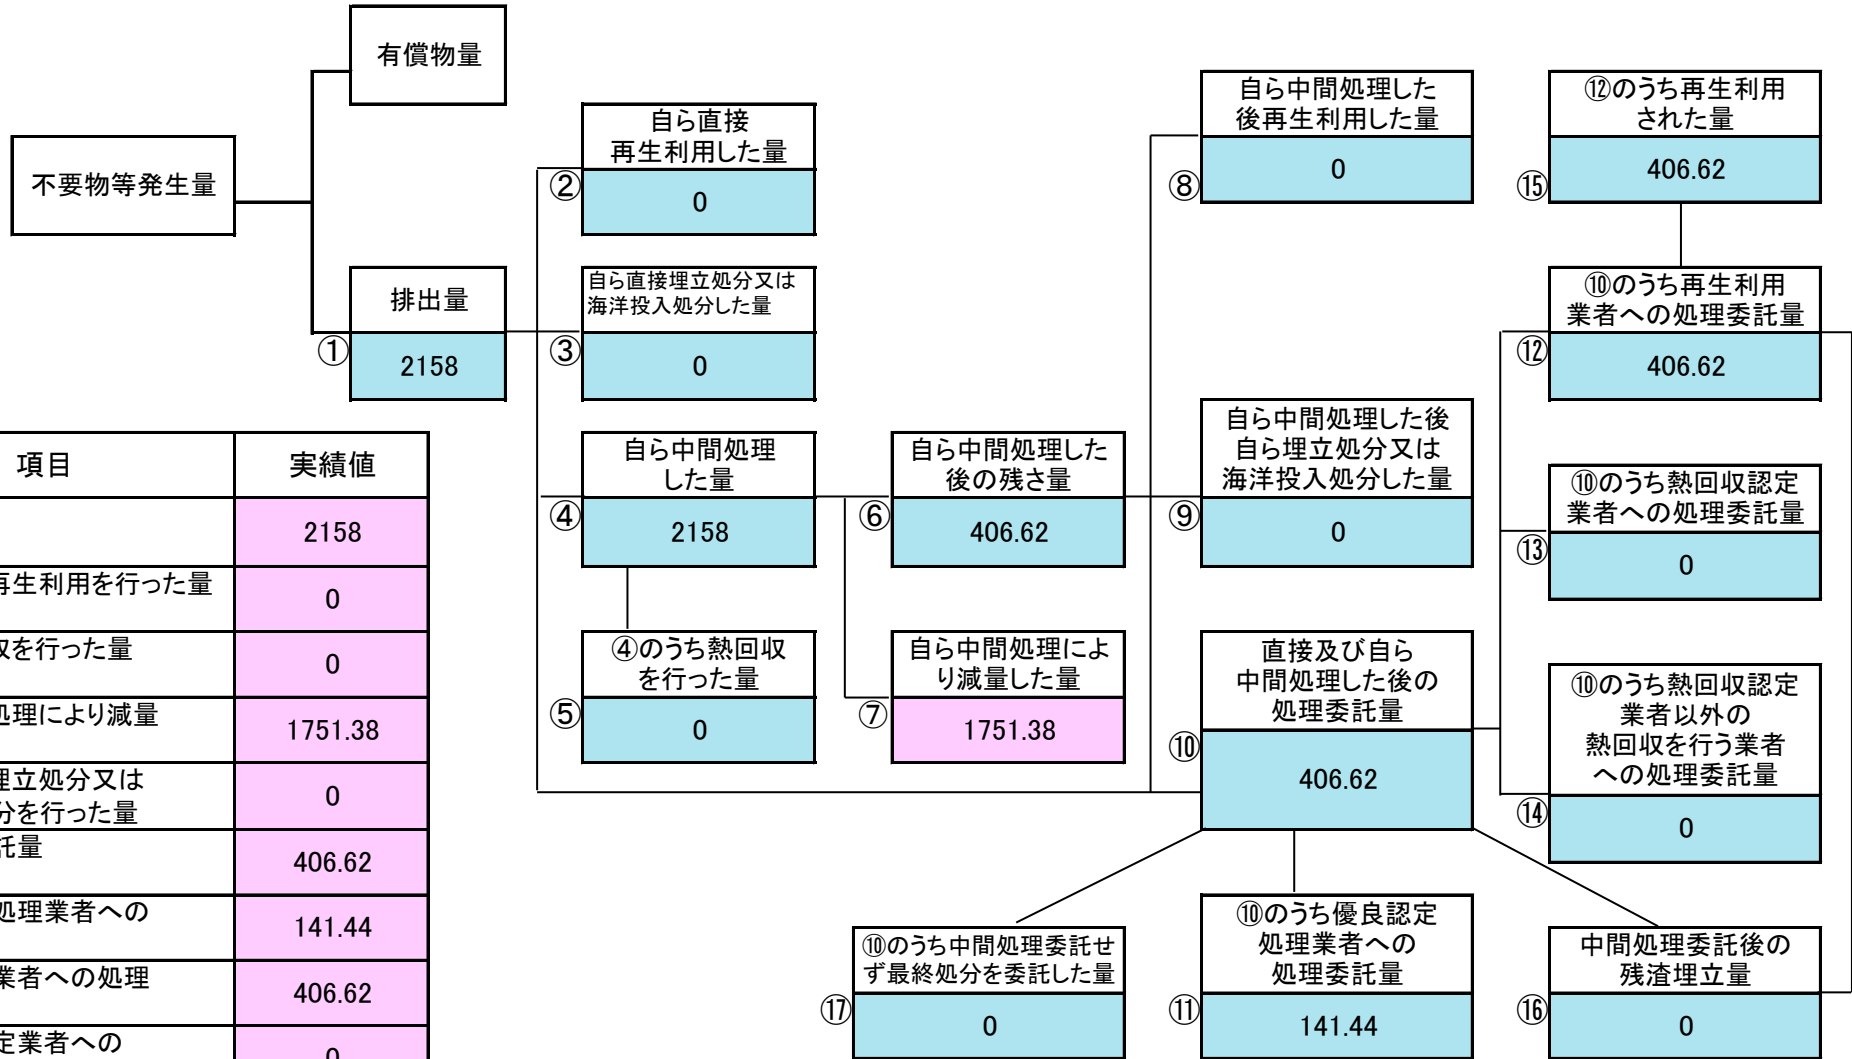 有償物量
不要物等発生量
排出量
①
2158
自ら直接
再生利用した量
②
0
自ら直接埋立処分又は
海洋投入処分した量
③
0
自ら中間処理
した量
④
2158
④のうち熱回収
を行った量
⑤
0
自ら中間処理した
後の残さ量
⑥
406.62
自ら中間処理によ
り減量した量
⑦
1751.38
自ら中間処理した
後再生利用した量
⑧
0
自ら中間処理した後
自ら埋立処分又は
海洋投入処分した量
⑨
0
直接及び自ら
中間処理した後の
処理委託量
⑩
406.62
⑫のうち再生利用
された量
⑮
406.62
⑩のうち再生利用
業者への処理委託量
⑫
406.62
⑩のうち熱回収認定
業者への処理委託量
⑬
0
⑩のうち熱回収認定
業者以外の
熱回収を行う業者
への処理委託量
⑭
0
⑩のうち中間処理委託せ
ず最終処分を委託した量
⑰
0
⑩のうち優良認定
処理業者への
処理委託量
⑪
141.44
中間処理委託後の
残渣埋立量
⑯
0
項目 実績値
2158
再生利用を行った量
0
収を行った量
0
処理により減量
1751.38
埋立処分又は
分を行った量
0
託量
406.62
処理業者への
141.44
業者への処理
406.62
定業者への
0